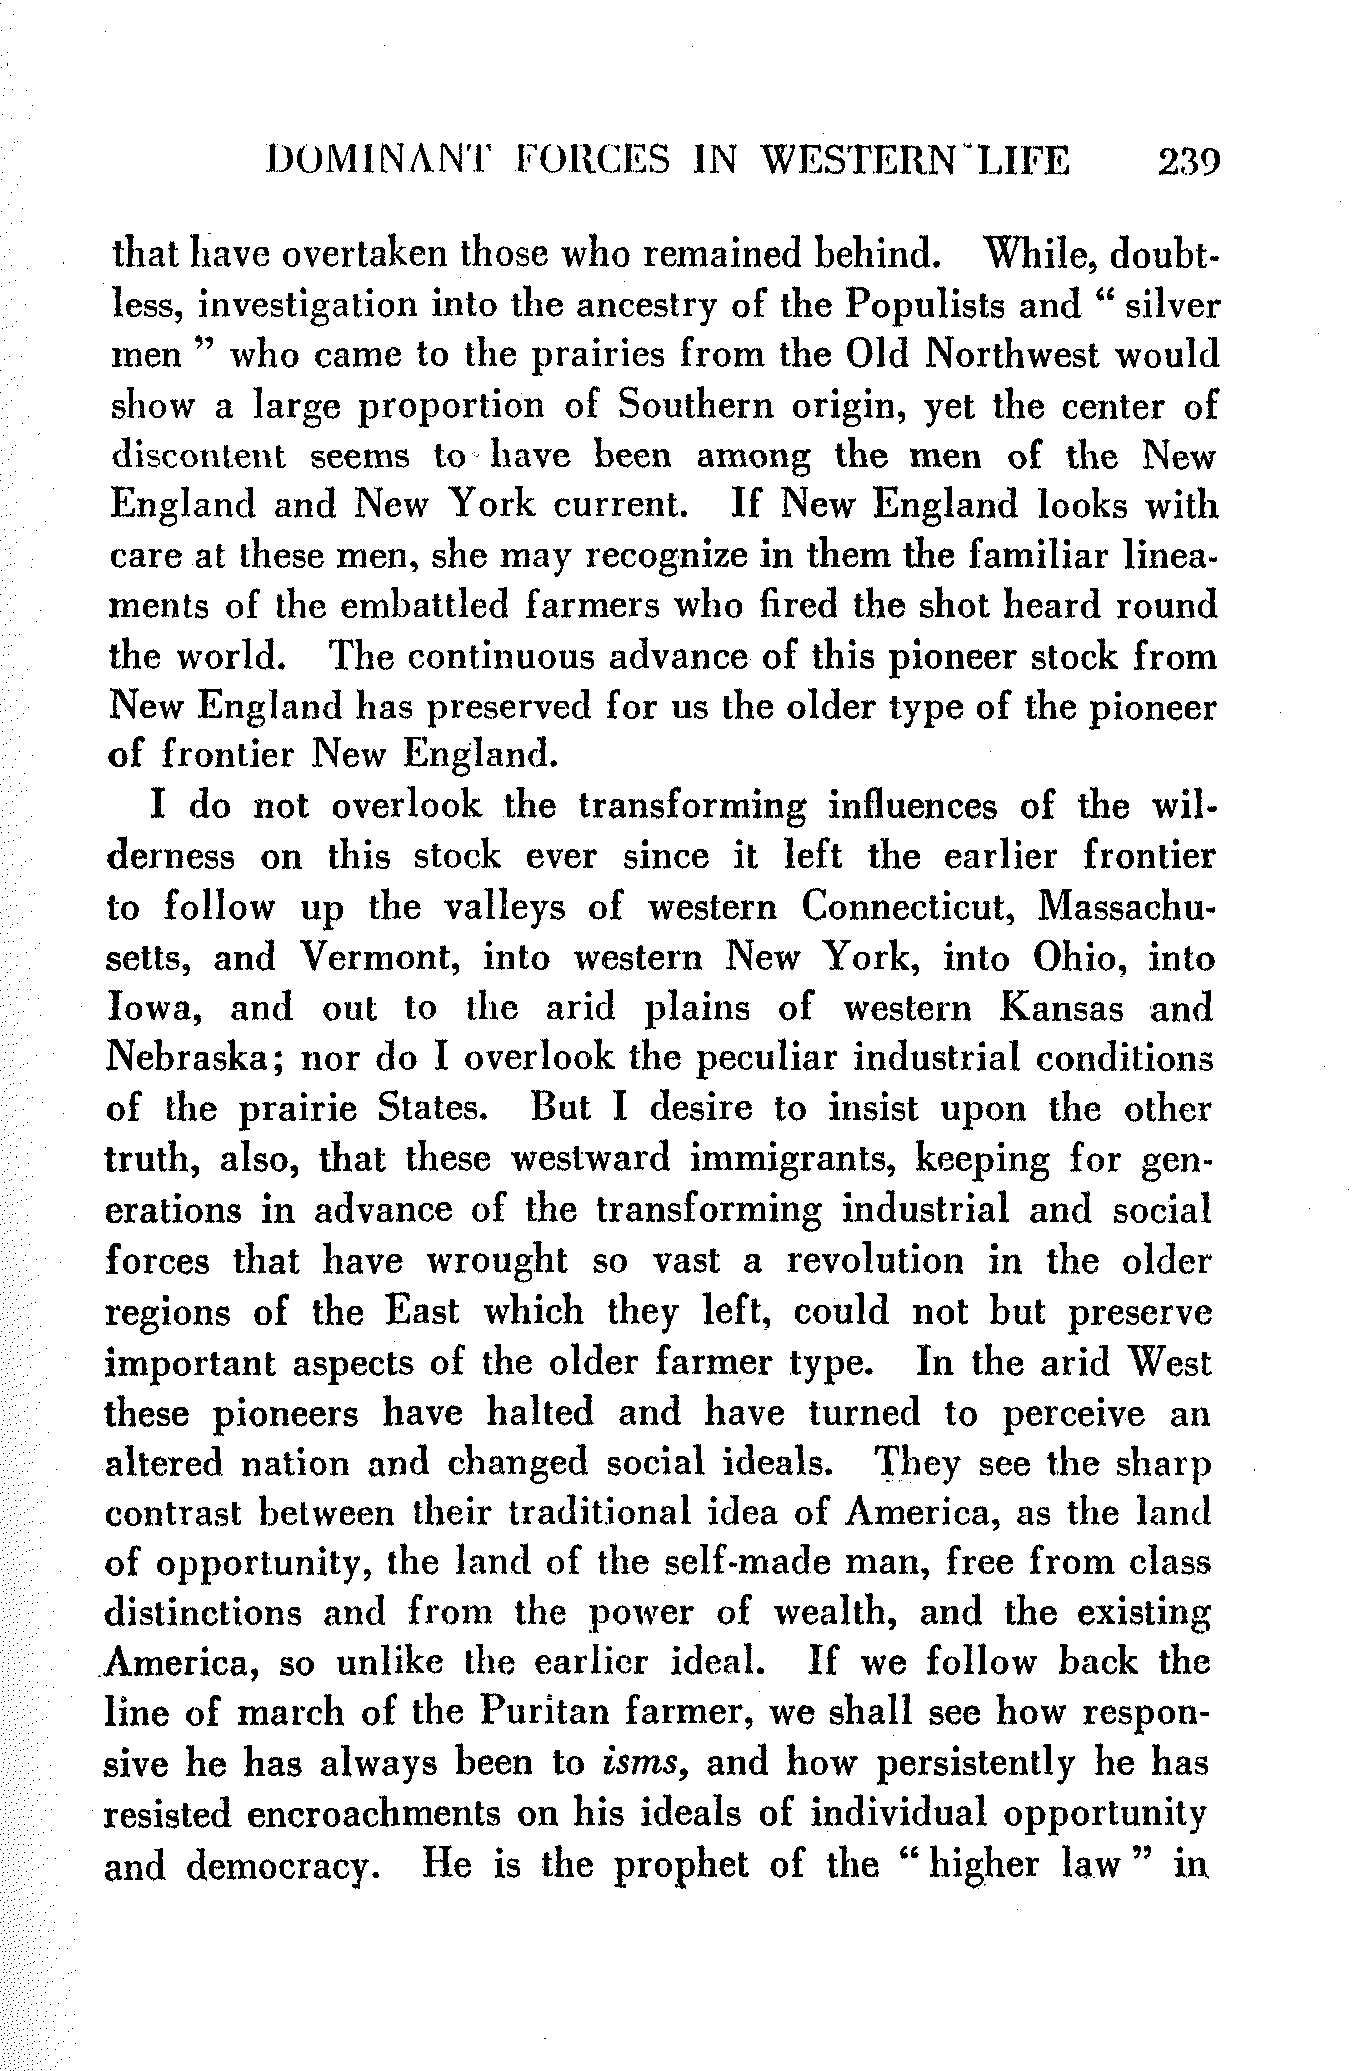 DOMINANT FORCES IN WESTERN LIFE 239
that have overtaken those who remained behind. While, doubt-
less, investigation into the ancestry of the Populists and " silver
men " who came to the prairies from the Old Northwest would
show a large proportion of Southern origin, yet the center of
discontent seems to have been among the men of the New
England and New York current. If New England looks with
care at these men, she may recognize in them the familiar linea-
ments of the embattled farmers who fired the shot heard round
the world. The continuous advance of this pioneer stock from
New England has preserved for us the older type of the pioneer
of frontier New England.
I do not overlook the transforming influences of the wil-
derness on this stock ever since it left the earlier frontier
to follow up the valleys of western Connecticut, Massachu-
setts, and Vermont, into western New York, into Ohio, into
Iowa, and out to the arid plains of western Kansas and
Nebraska; nor do I overlook the peculiar industrial conditions
of the prairie States. But I desire to insist upon the other
truth, also, that these westward immigrants, keeping for gen-
erations in advance of the transforming industrial and social
forces that have wrought so vast a revolution in the older
regions of the East which they left, could not but preserve
important aspects of the older farmer type. In the arid West
these pioneers have halted and have turned to perceive an
altered nation and changed social ideals. They see the sharp
contrast between their traditional idea of America, as the land
of opportunity, the land of the self-made man, free from class
distinctions and from the power of wealth, and the existing
America, so unlike the earlier ideal. If we follow back the
line of march of the Puritan farmer, we shall see how respon-
sive he has always been to isms, and how persistently he has
resisted encroachments on his ideals of individual opportunity
and democracy. He is the prophet of the " higher law " in